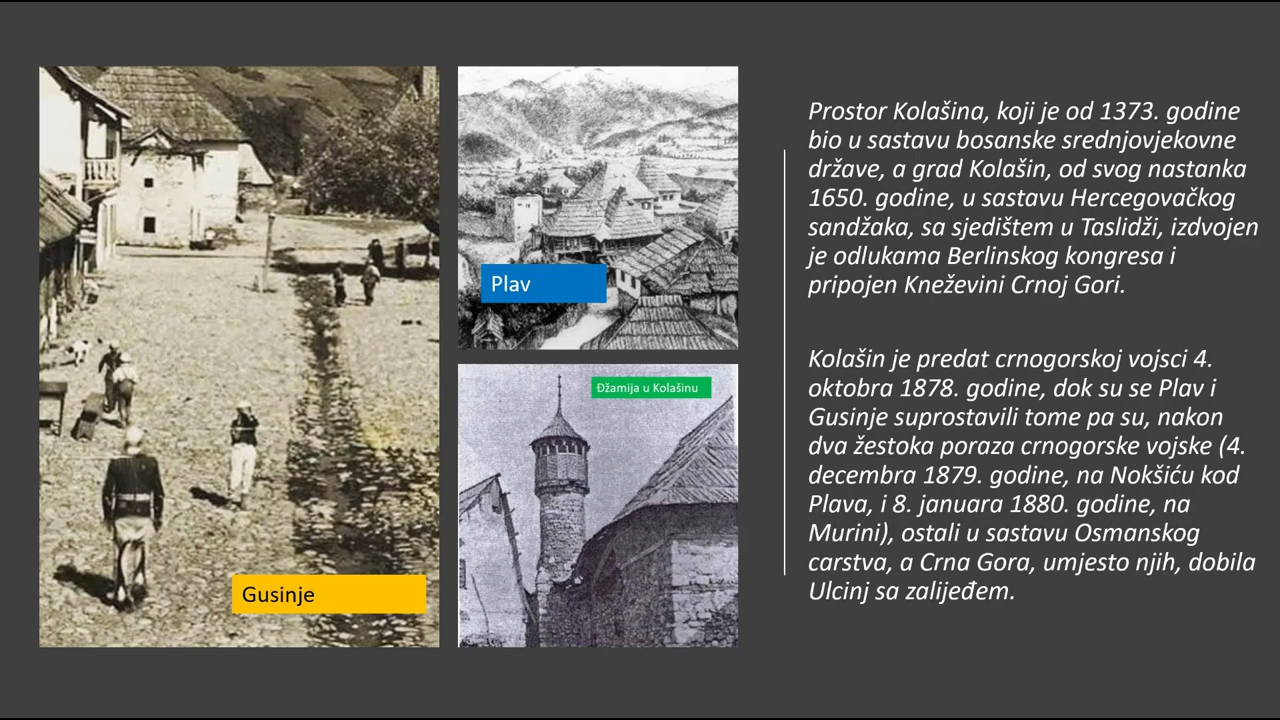 Gusinje
Plav
Džamija u Kolašinu
Prostor Kolašina, koji je od 1373. godine
bio u sastavu bosanske srednjovjekovne
države, a grad Kolašin, od svog nastanka
1650. godine, u sastavu Hercegovačkog
sandžaka, sa sjedištem u Taslidži, izdvojen
je odlukama Berlinskog kongresa i
pripojen Kneževini Crnoj Gori.
Kolašin je predat crnogorskoj vojsci 4.
oktobra 1878. godine, dok su se Plav i
Gusinje suprostavili tome pa su, nakon
dva žestoka poraza crnogorske vojske (4.
decembra 1879. godine, na Nokšiću kod
Plava, i 8. januara 1880. godine, na
Murini), ostali u sastavu Osmanskog
carstva, a Crna Gora, umjesto njih, dobila
Ulcinj sa zalijeđem.